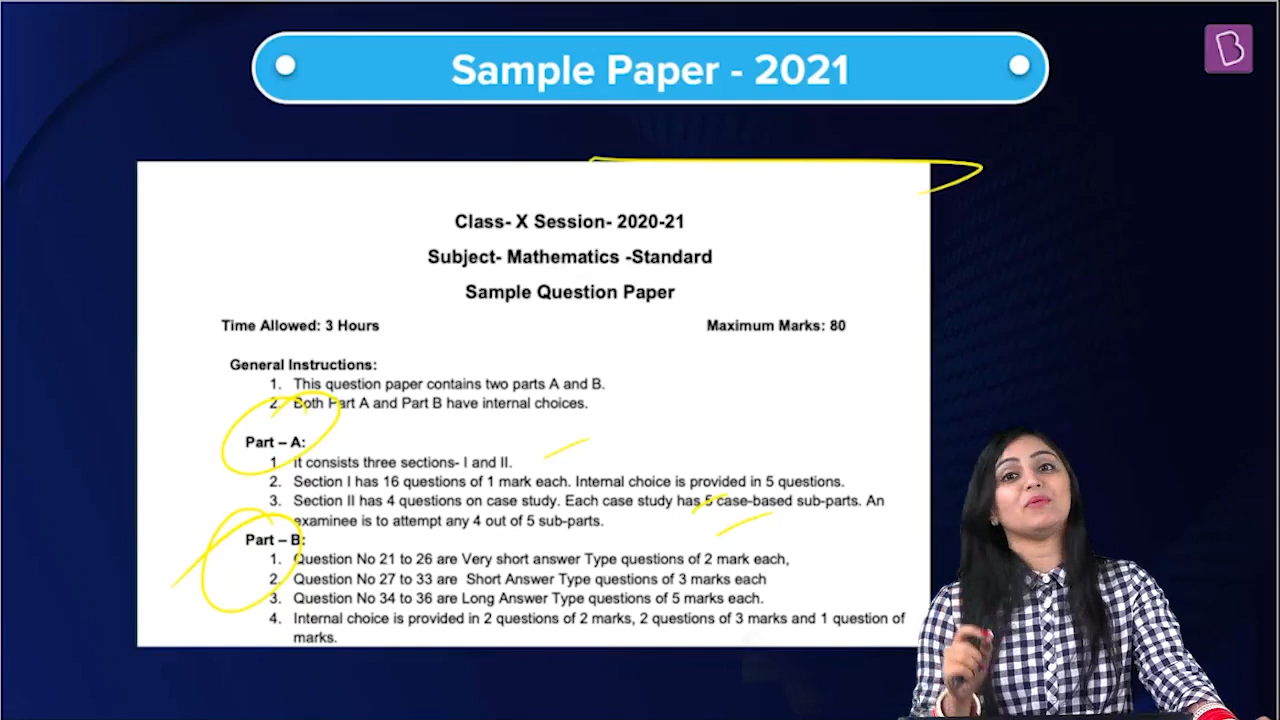 Sample Paper - 2021
Class- X Session- 2020-21
Subject- Mathematics -Standard
Sample Question Paper
Time Allowed: 3 Hours Maximum Marks: 80
General Instructions:
1. This question paper contains two parts A and B.
2. Both Part A and Part B have internal choices.
Part – A:
1. It consists three sections- I and II.
2. Section I has 16 questions of 1 mark each. Internal choice is provided in 5 questions.
3. Section II has 4 questions on case study. Each case study has 5 case-based sub-parts. An
examinee is to attempt any 4 out of 5 sub-parts.
Part – B:
1. Question No 21 to 26 are Very short answer Type questions of 2 mark each,
2. Question No 27 to 33 are Short Answer Type questions of 3 marks each
3. Question No 34 to 36 are Long Answer Type questions of 5 marks each.
4. Internal choice is provided in 2 questions of 2 marks, 2 questions of 3 marks and 1 question of
marks.
B